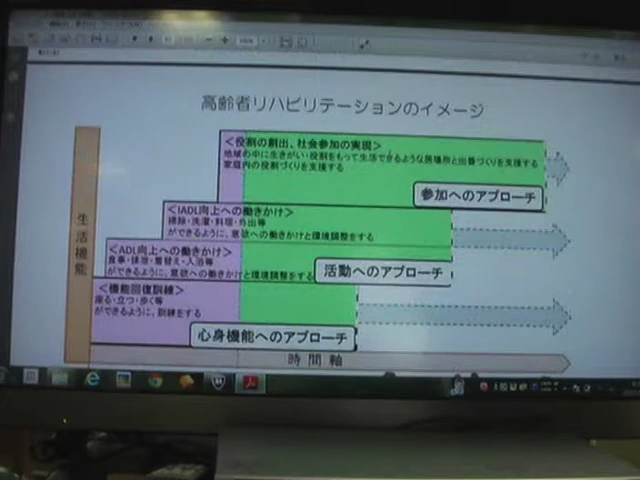 高齢者リハビリテーションのイメージ
＜役割の創出、社会参加の実現＞
地域の中に生きがい・役割をもって生活できるような居場所と出番づくりを支援する
家庭内の役割づくりを支援する
参加へのアプローチ
＜IADL向上への働きかけ＞
掃除・洗濯・料理・外出等
ができるように、意欲への働きかけと環境調整をする
＜ADL向上への働きかけ＞
食事・排泄・着替え・入浴等
ができるように、意欲への働きかけと環境調整をする
活動へのアプローチ
＜機能回復訓練＞
座る・立つ・歩く等
ができるように、訓練をする
心身機能へのアプローチ
生活機能
時間軸